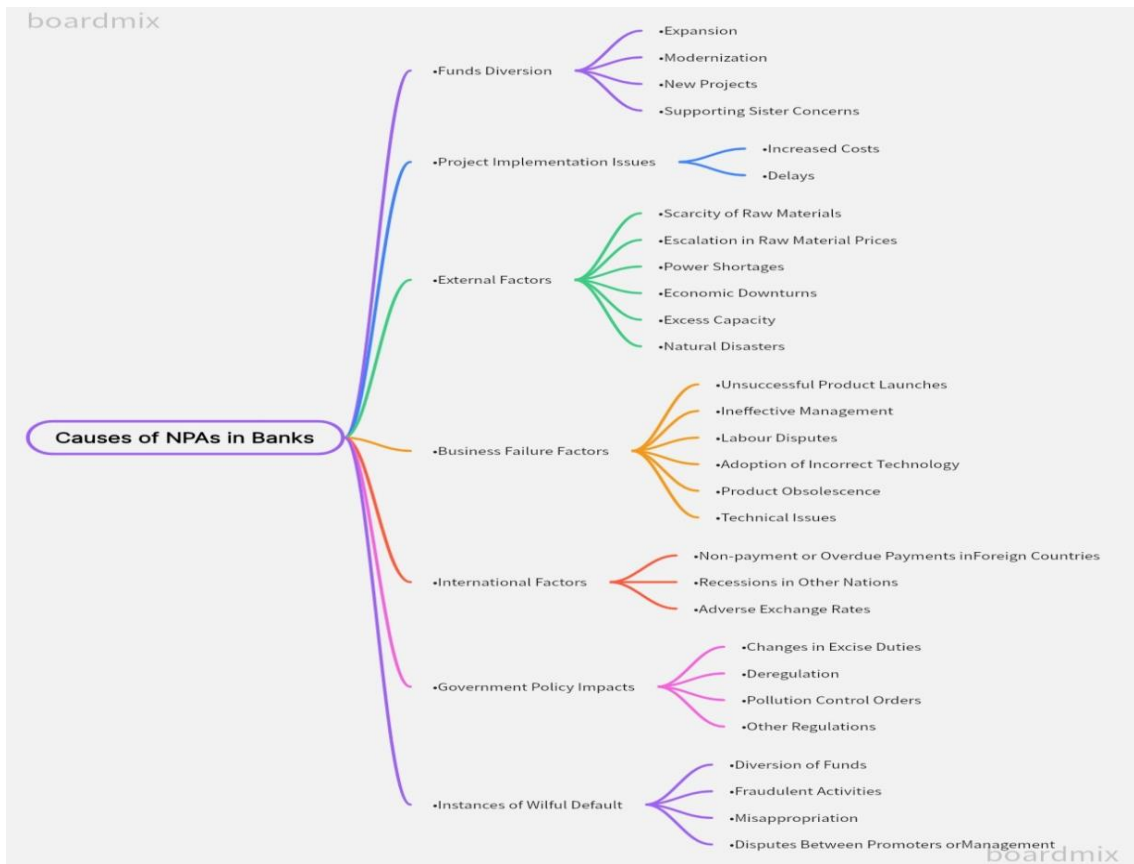 boardmix
Causes of NPAs in Banks
•Funds Diversion
•Expansion
•Modernization
•New Projects
•Supporting Sister Concerns
•Project Implementation Issues
•Increased Costs
•Delays
•External Factors
•Scarcity of Raw Materials
•Escalation in Raw Material Prices
•Power Shortages
•Economic Downturns
•Excess Capacity
•Natural Disasters
•Business Failure Factors
•Unsuccessful Product Launches
•Ineffective Management
•Labour Disputes
•Adoption of Incorrect Technology
•Product Obsolescence
•Technical Issues
•International Factors
•Non-payment or Overdue Payments inForeign Countries
•Recessions in Other Nations
•Adverse Exchange Rates
•Government Policy Impacts
•Changes in Excise Duties
•Deregulation
•Pollution Control Orders
•Other Regulations
•Instances of Wilful Default
•Diversion of Funds
•Fraudulent Activities
•Misappropriation
•Disputes Between Promoters orManagement
boardmix